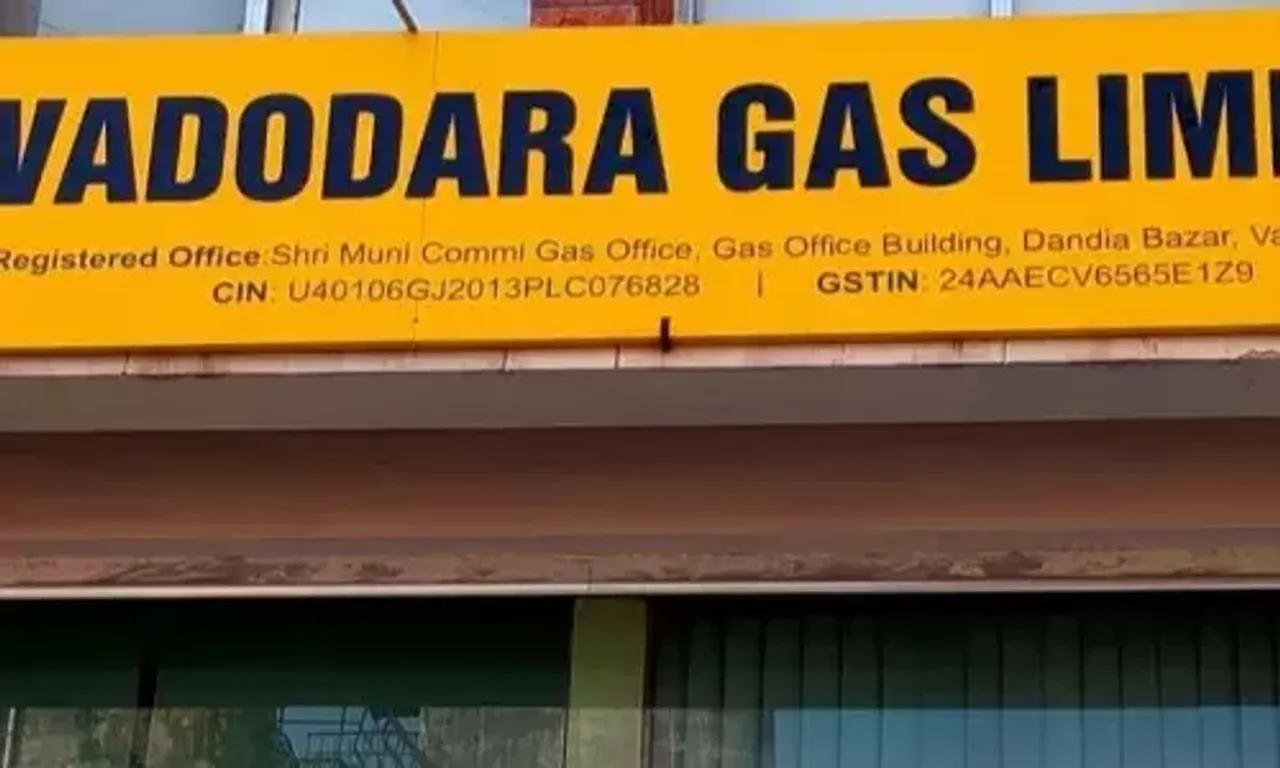 VADODARA GAS LIMI
Registered Office:Shri Muni Commi Gas Office, Gas Office Building, Dandia Bazar, Va
CIN: U40106GJ2013PLC076828 | GSTIN: 24AAECV6565E1Z9